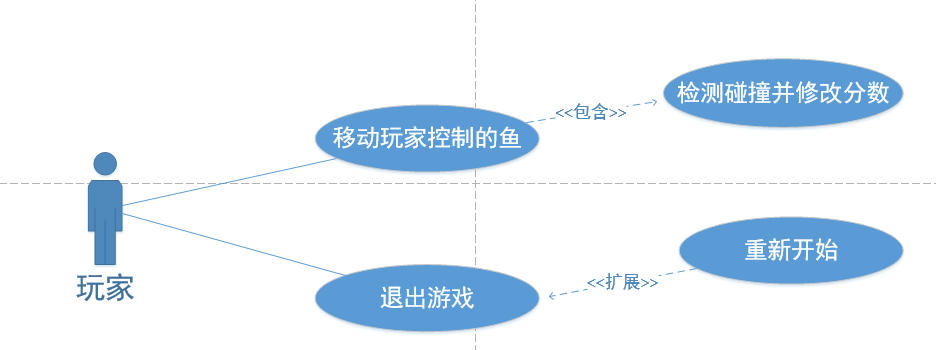 检测碰撞并修改分数
<<包含>>
移动玩家控制的鱼
重新开始
<<扩展>>
玩家
退出游戏